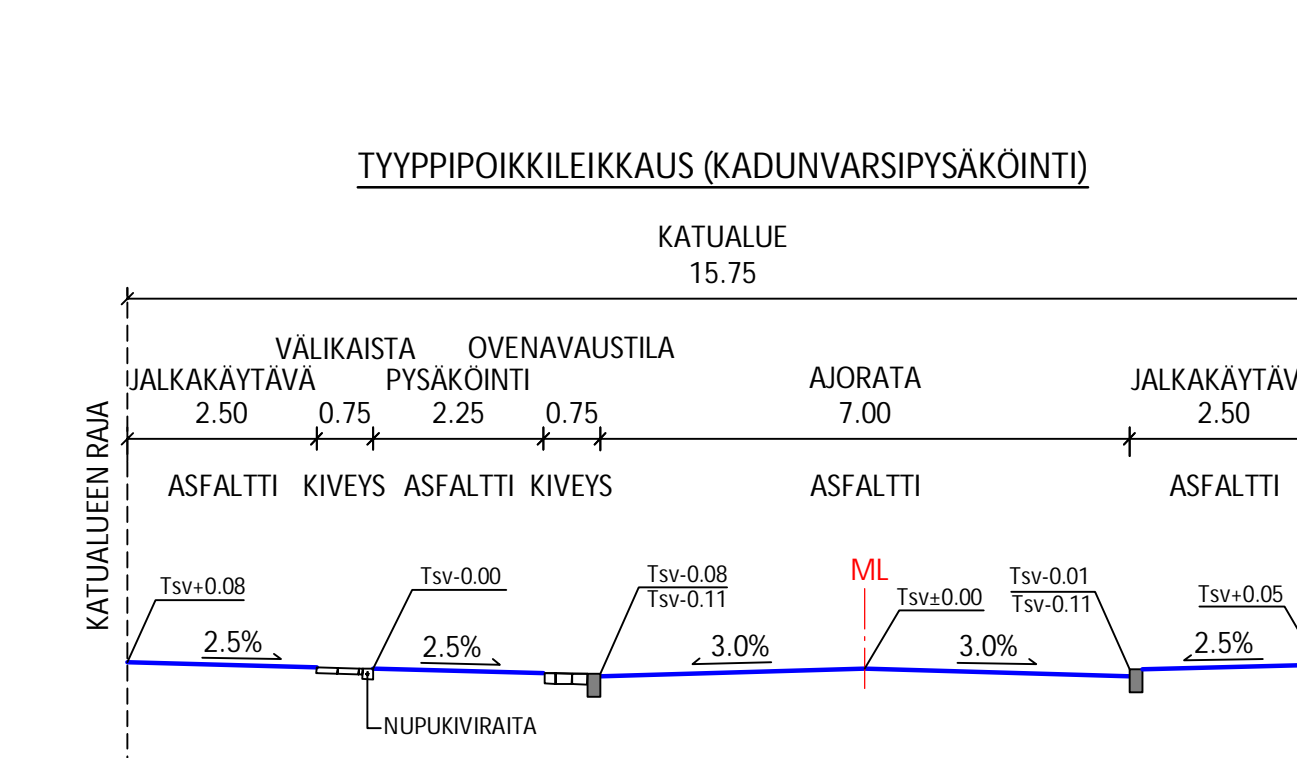 TYYPPIPOIKKILEIKKAUS (KADUNVARSIPYSÄKÖINTI)
KATUALUE
15.75
VÄLIKAISTA OVENAVAUSTILA
JALKAKÄYTÄVÄ PYSÄKÖINTI AJORATA JALKAKÄYTÄV
2.50 0.75 2.25 0.75 7.00 2.50
KATUALUEEN RAJA
ASFALTTI KIVEYS ASFALTTI KIVEYS ASFALTTI ASFALTTI
ML
Tsv+0.08 Tsv-0.00 Tsv-0.08 Tsv±0.00 Tsv-0.01 Tsv+0.05
Tsv-0.11 Tsv-0.11
2.5% 2.5% 3.0% 3.0% 2.5%
NUPUKIVIRAITA